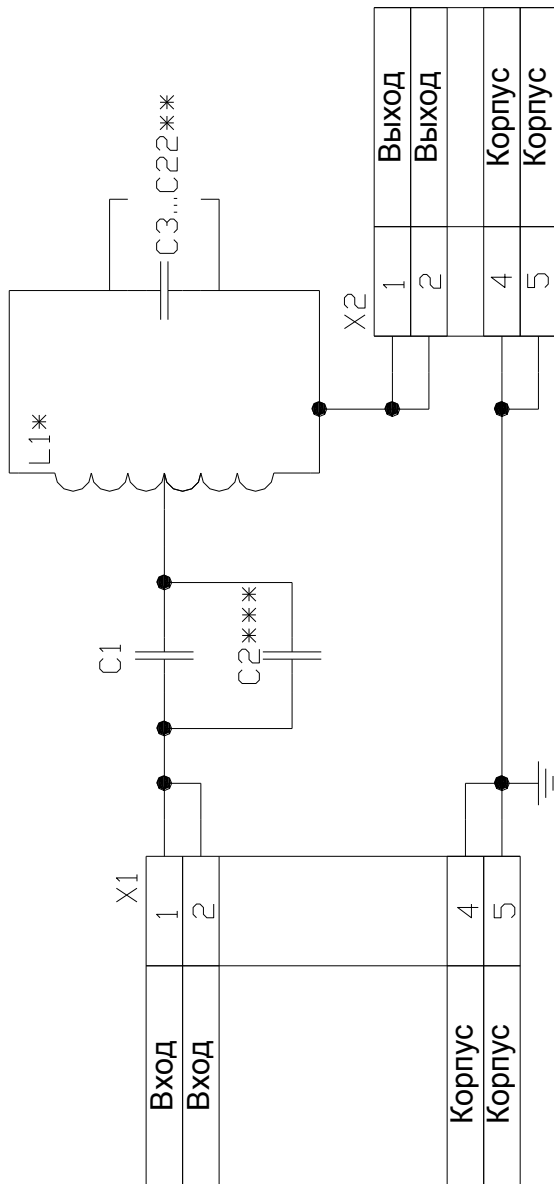 X1
Вход 1
Вход 2
Корпус 4
Корпус 5
C1
C2***
L1*
C3...C22**
X2
1 Выход
2 Выход
4 Корпус
5 Корпус